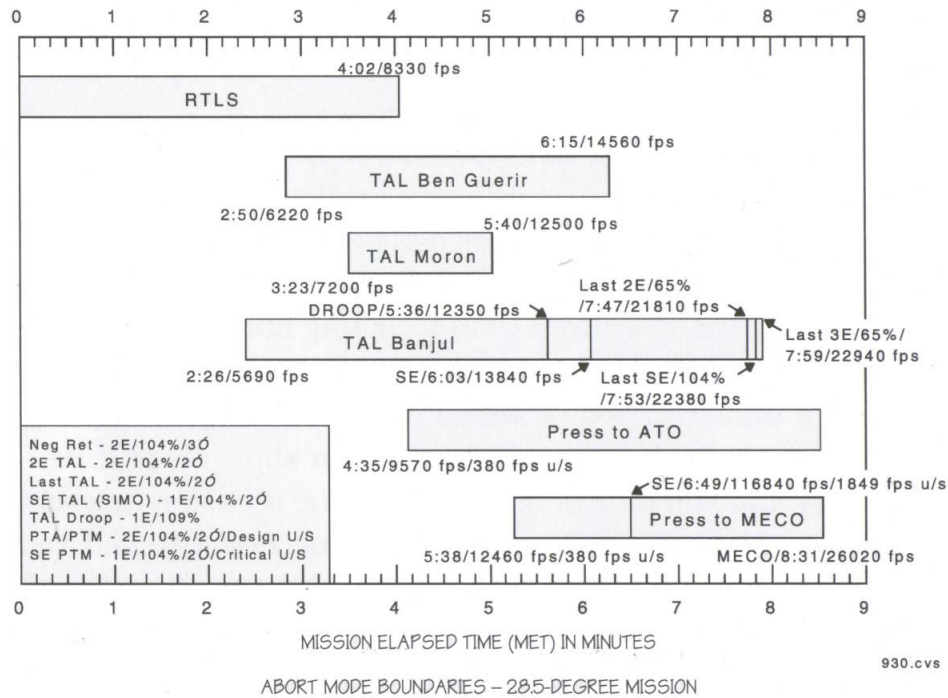 0 1 2 3 4 5 6 7 8 9
4:02/8330 fps
RTLS
6:15/14560 fps
TAL Ben Guerir
2:50/6220 fps
5:40/12500 fps
TAL Moron
3:23/7200 fps
Last 2E/65%
/7:47/21810 fps
DROOP/5:36/12350 fps
TAL Banjul
Last 3E/65%/
7:59/22940 fps
2:26/5690 fps
SE/6:03/13840 fps
Last SE/104%
/7:53/22380 fps
Press to ATO
4:35/9570 fps/380 fps u/s
SE/6:49/116840 fps/1849 fps u/s
Press to MECO
5:38/12460 fps/380 fps u/s
MECO/8:31/26020 fps
Neg Ret - 2E/104%/3Ó
2E TAL - 2E/104%/2Ó
Last TAL - 2E/104%/2Ó
SE TAL (SIMO) - 1E/104%/2Ó
TAL Droop - 1E/109%
PTA/PTM - 2E/104%/2Ó/Design U/S
SE PTM - 1E/104%/2Ó/Critical U/S
0 1 2 3 4 5 6 7 8 9
MISSION ELAPSED TIME (MET) IN MINUTES
930.cvs
ABORT MODE BOUNDARIES – 28.5-DEGREE MISSION